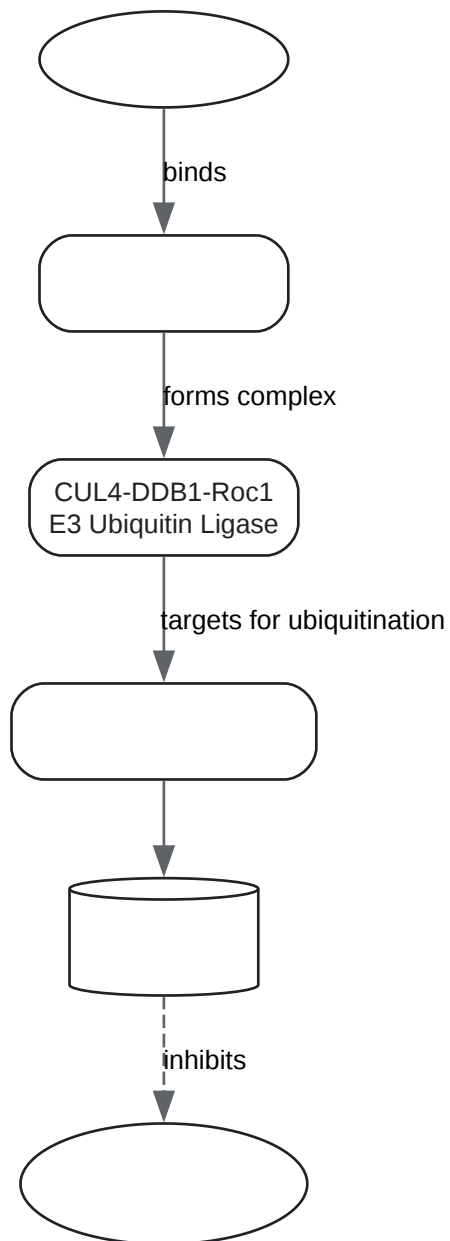 binds
forms complex
CUL4-DDB1-Roc1
E3 Ubiquitin Ligase
targets for ubiquitination
inhibits